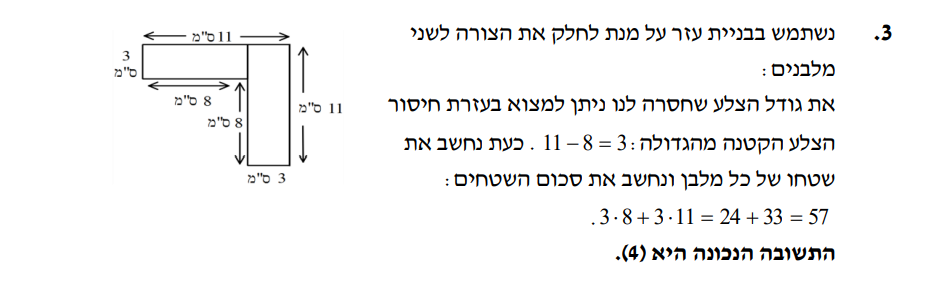 3. נשתמש בבניית עזר על מנת לחלק את הצורה לשני
מלבנים:
את גודל הצלע שחסרה לנו ניתן למצוא בעזרת חיסור
הצלע הקטנה מהגדולה: 11 – 8 = 3 . כעת נחשב את
שטחו של כל מלבן ונחשב את סכום השטחים:
3·8 + 3·11 = 24 + 33 = 57 .
התשובה הנכונה היא (4).
11 ס"מ
3
ס"מ
8 ס"מ
8 ס"מ
11 ס"מ
3 ס"מ